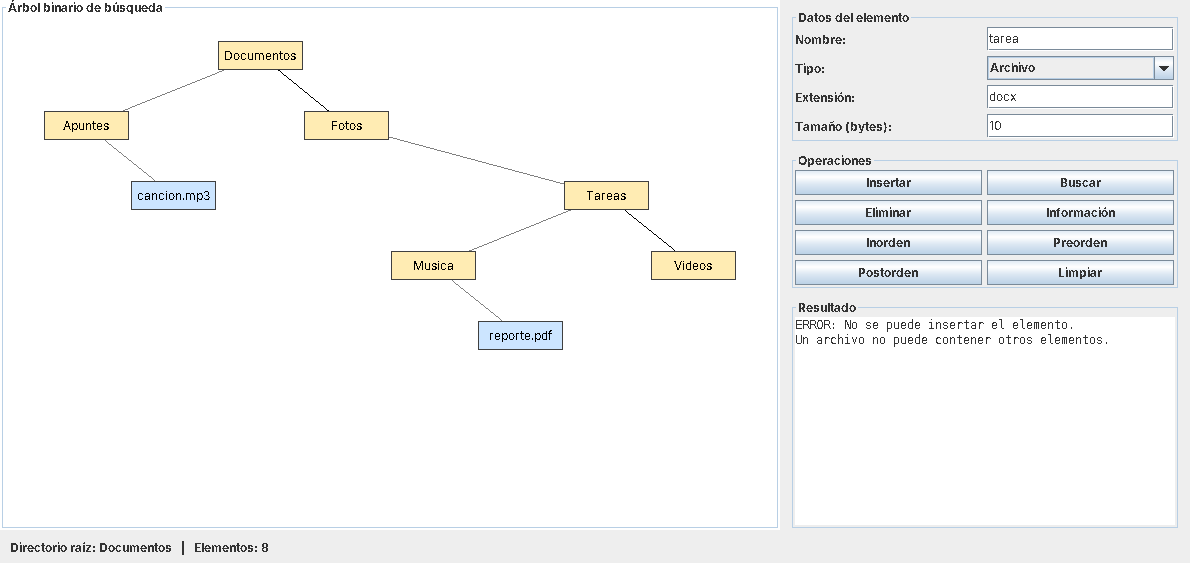 Árbol binario de búsqueda
Documentos
Apuntes
Fotos
cancion.mp3
Tareas
Musica
Videos
reporte.pdf
Datos del elemento
Nombre: tarea
Tipo: Archivo
Extensión: docx
Tamaño (bytes): 10
Operaciones
Insertar Buscar
Eliminar Información
Inorden Preorden
Postorden Limpiar
Resultado
ERROR: No se puede insertar el elemento.
Un archivo no puede contener otros elementos.
Directorio raíz: Documentos | Elementos: 8